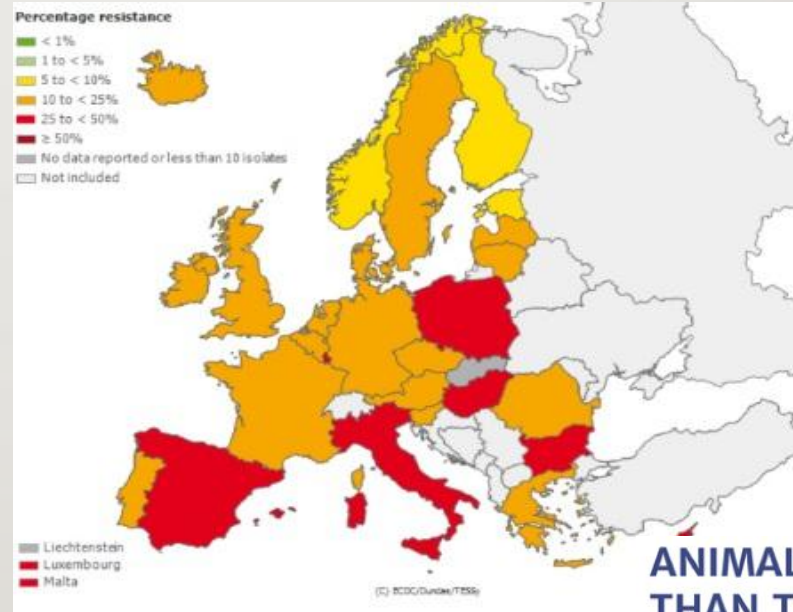 Percentage resistance
< 1%
1 to < 5%
5 to < 10%
10 to < 25%
25 to < 50%
≥ 50%
No data reported or less than 10 isolates
Not included
Liechtenstein
Luxembourg
Malta
(C) ECDC/Dundas/TESSy
ANIMAL
THAN T